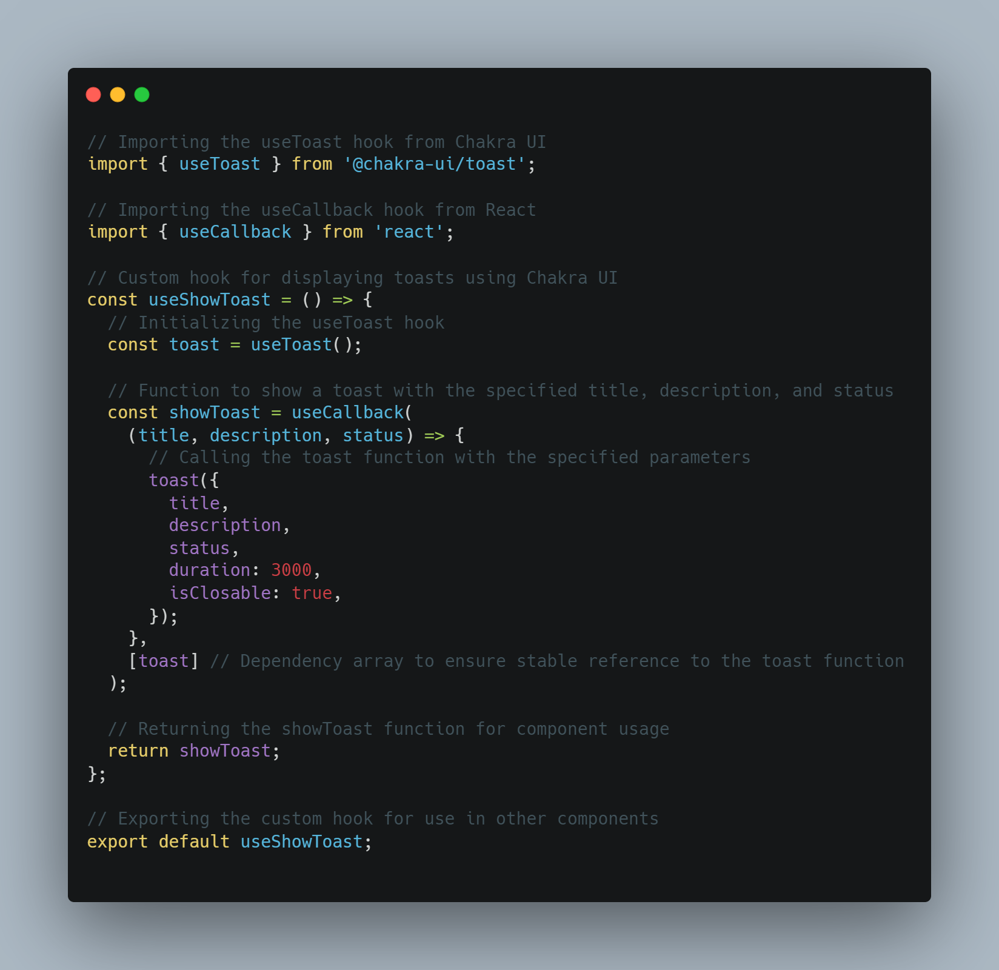 // Importing the useToast hook from Chakra UI
import { useToast } from '@chakra-ui/toast';

// Importing the useCallback hook from React
import { useCallback } from 'react';

// Custom hook for displaying toasts using Chakra UI
const useShowToast = () => {
  // Initializing the useToast hook
  const toast = useToast();

  // Function to show a toast with the specified title, description, and status
  const showToast = useCallback(
    (title, description, status) => {
      // Calling the toast function with the specified parameters
      toast({
        title,
        description,
        status,
        duration: 3000,
        isClosable: true,
      });
    },
    [toast] // Dependency array to ensure stable reference to the toast function
  );

  // Returning the showToast function for component usage
  return showToast;
};

// Exporting the custom hook for use in other components
export default useShowToast;